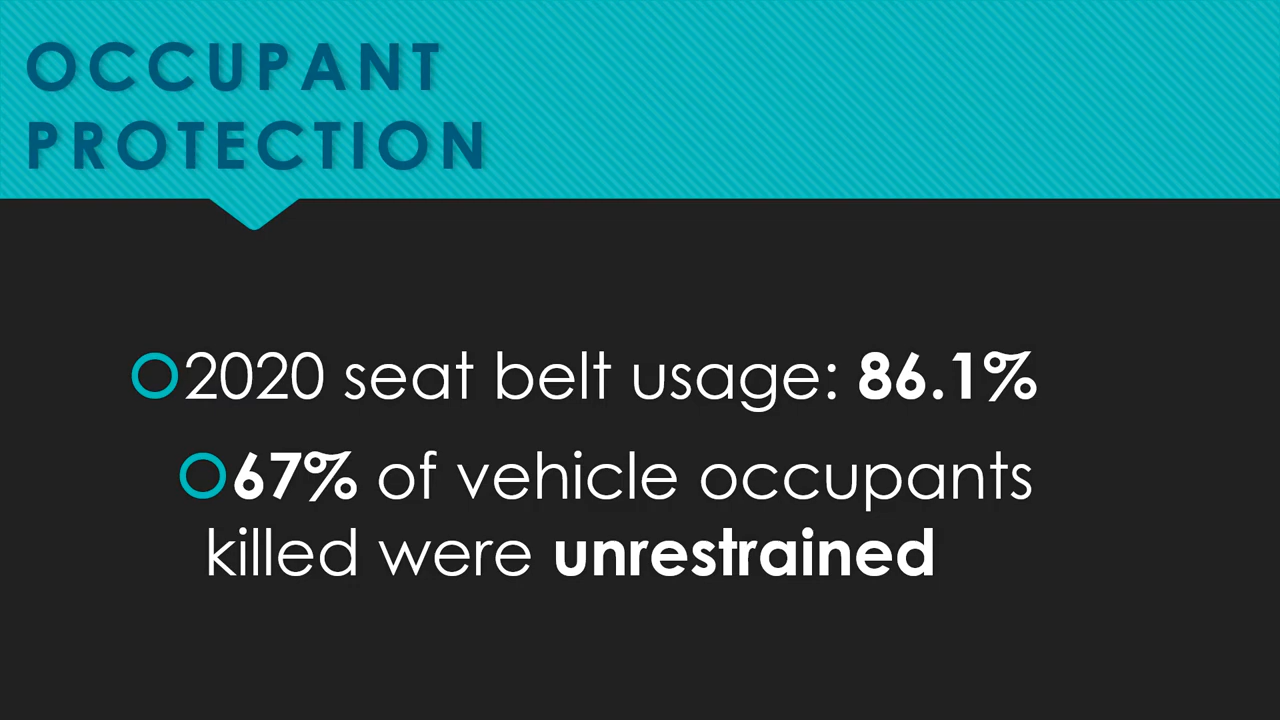 OCCUPANT
PROTECTION
2020 seat belt usage: 86.1%
67% of vehicle occupants
killed were unrestrained